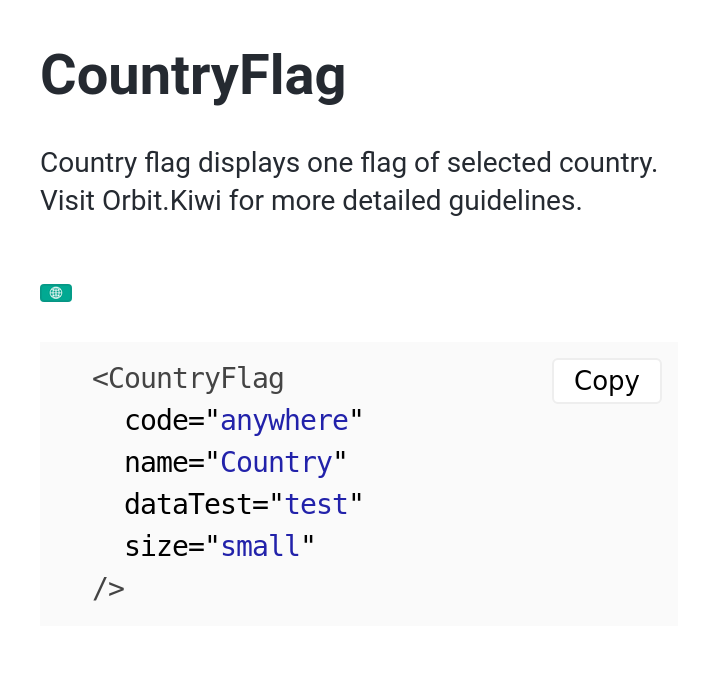 CountryFlag
Country flag displays one flag of selected country.
Visit Orbit.Kiwi for more detailed guidelines.
<CountryFlag
Copy
code="anywhere"
name="Country"
dataTest="test"
size="small"
/>